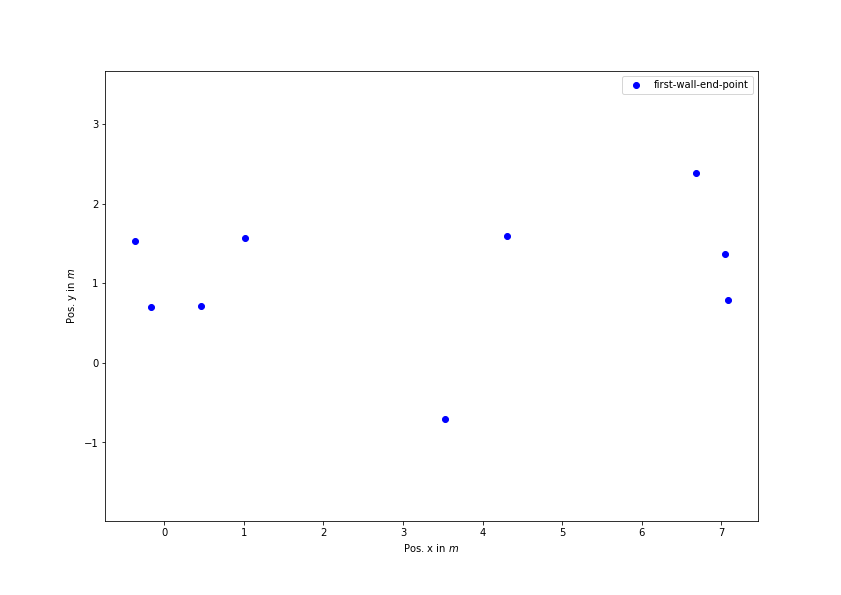 first-wall-end-point
3
2
1
0
−1
Pos. y in m
0 1 2 3 4 5 6 7
Pos. x in m